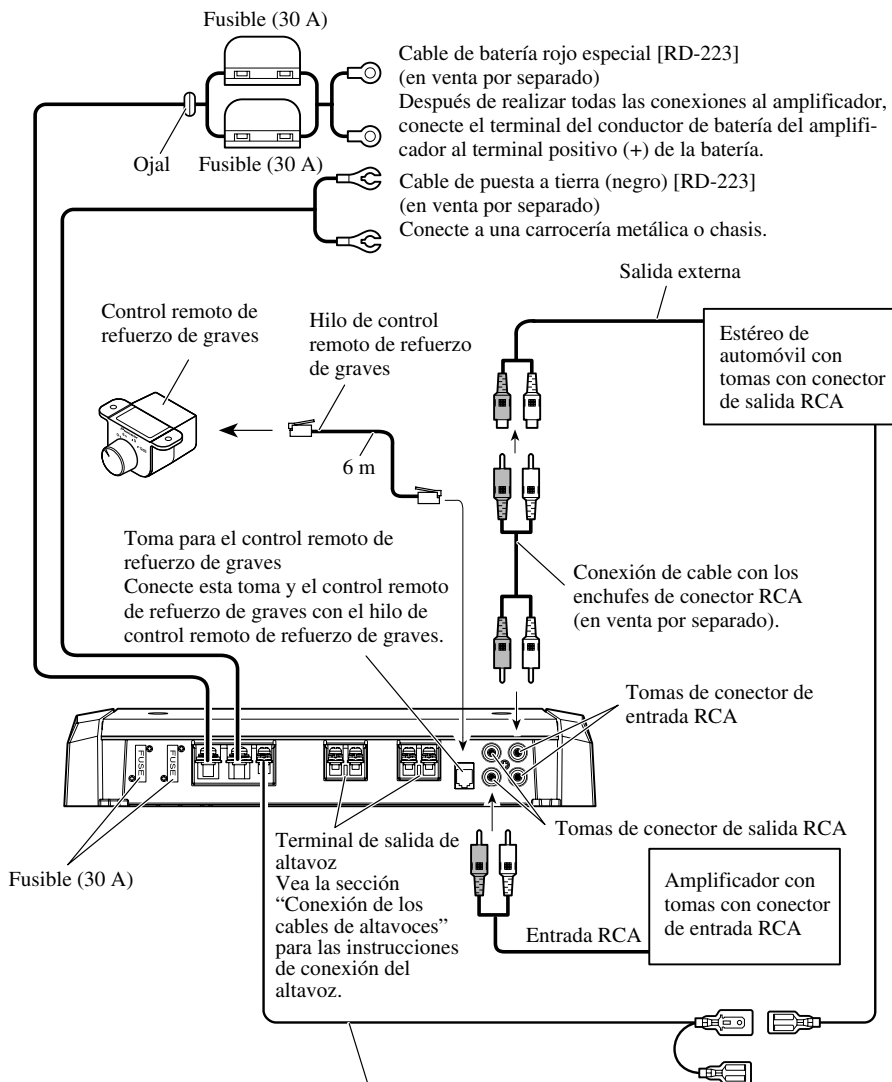 Fusible (30 A)
Cable de batería rojo especial [RD-223]
(en venta por separado)
Después de realizar todas las conexiones al amplificador,
conecte el terminal del conductor de batería del amplifi-
cador al terminal positivo (+) de la batería.
Ojal
Fusible (30 A)
Cable de puesta a tierra (negro) [RD-223]
(en venta por separado)
Conecte a una carrocería metálica o chasis.
Salida externa
Control remoto de
refuerzo de graves
Hilo de control
remoto de refuerzo
de graves
Estéreo de
automóvil con
tomas con conector
de salida RCA
6 m
Toma para el control remoto de
refuerzo de graves
Conecte esta toma y el control remoto
de refuerzo de graves con el hilo de
control remoto de refuerzo de graves.
Conexión de cable con los
enchufes de conector RCA
(en venta por separado).
Tomas de conector de
entrada RCA
FUSE
FUSE
Tomas de conector de salida RCA
Fusible (30 A)
Terminal de salida de
altavoz
Vea la sección
“Conexión de los
cables de altavoces”
para las instrucciones
de conexión del
altavoz.
Entrada RCA
Amplificador con
tomas con conector
de entrada RCA